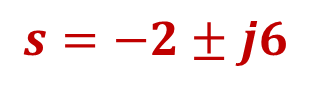 s = −2 ± j6